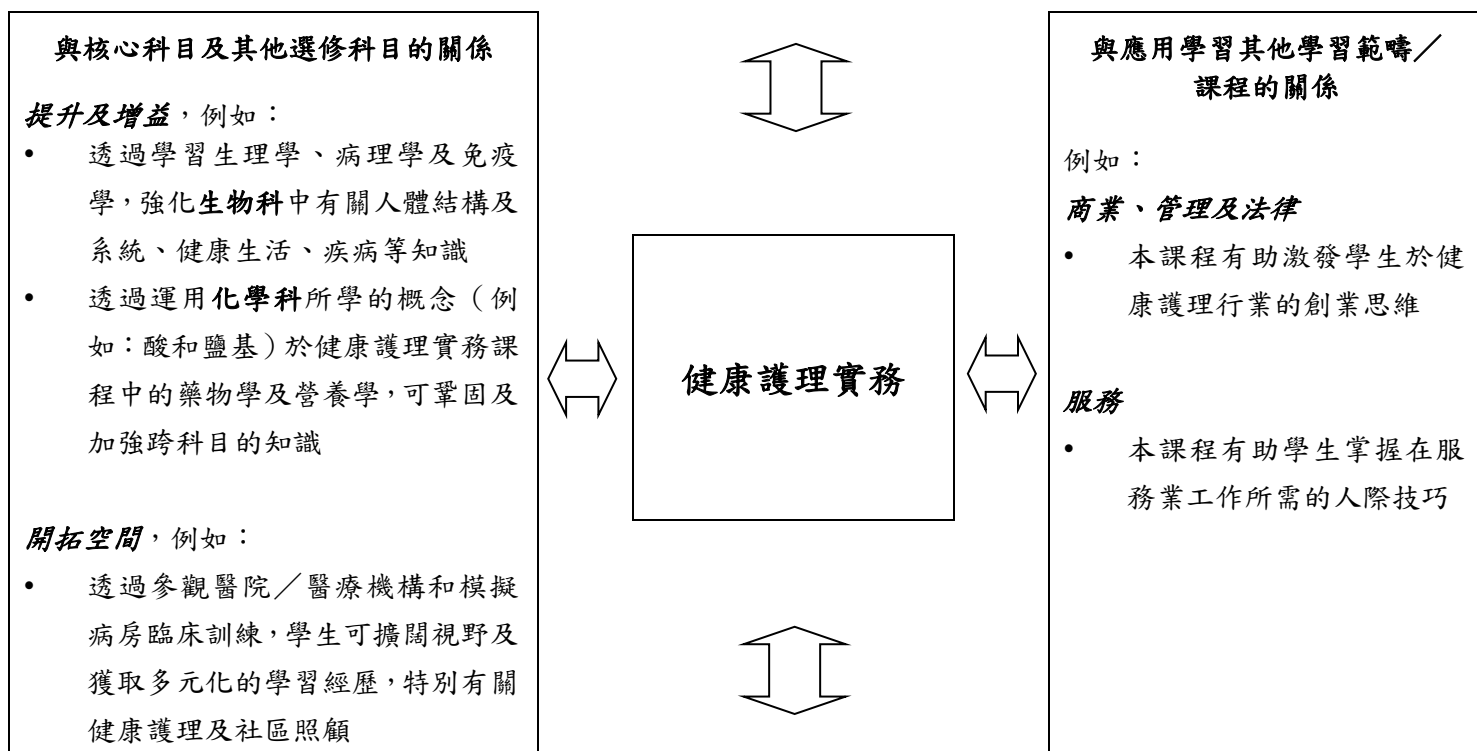 與核心科目及其他選修科目的關係
提升及增益，例如：
• 透過學習生理學、病理學及免疫
學，強化生物科中有關人體結構及
系統、健康生活、疾病等知識
• 透過運用化學科所學的概念（例
如：酸和鹽基）於健康護理實務課
程中的藥物學及營養學，可鞏固及
加強跨科目的知識
開拓空間，例如：
• 透過參觀醫院／醫療機構和模擬
病房臨床訓練，學生可擴闊視野及
獲取多元化的學習經歷，特別有關
健康護理及社區照顧
健康護理實務
與應用學習其他學習範疇／
課程的關係
例如：
商業、管理及法律
• 本課程有助激發學生於健
康護理行業的創業思維
服務
• 本課程有助學生掌握在服
務業工作所需的人際技巧